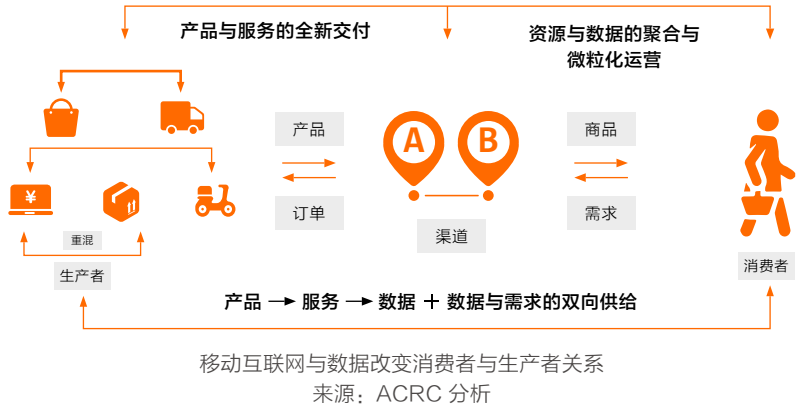 产品与服务的全新交付
资源与数据的聚合与
微粒化运营
产品
A
B
商品
¥
订单
需求
重混
渠道
生产者
消费者
产品 → 服务 → 数据 + 数据与需求的双向供给
移动互联网与数据改变消费者与生产者关系
来源：ACRC 分析